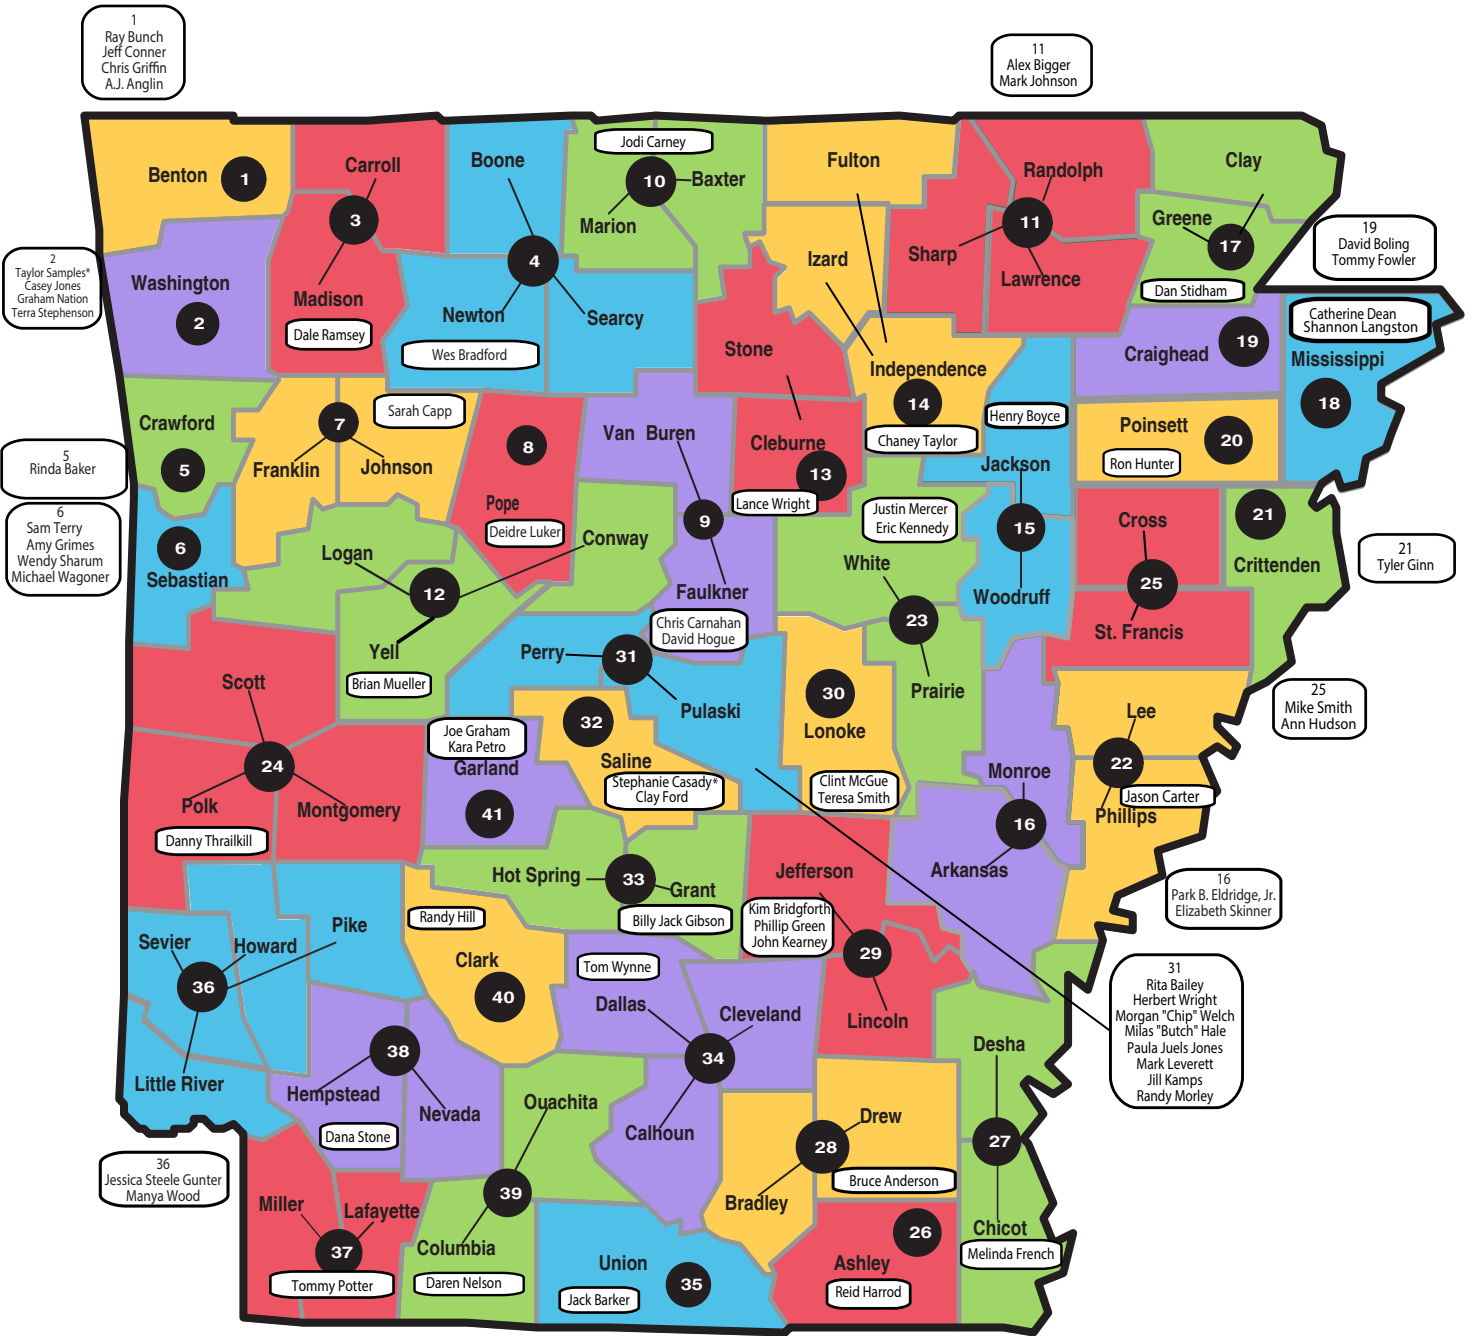 1
Ray Bunch
Jeff Conner
Chris Griffin
A.J. Anglin
11
Alex Bigger
Mark Johnson
Benton
1
Carroll
3
Madison
Dale Ramsey
Boone
4
Newton
Searcy
Wes Bradford
Jodi Carney
10
Baxter
Marion
Fulton
Izard
Independence
14
Chaney Taylor
Randolph
Sharp
11
Lawrence
Clay
Greene
17
Dan Stidham
19
David Boling
Tommy Fowler
2
Taylor Samples*
Casey Jones
Graham Nation
Terra Stephenson
Washington
2
Stone
Cleburne
13
Lance Wright
Craighead
19
Catherine Dean
Shannon Langston
Mississippi
18
Crawford
5
5
Rinda Baker
6
Sam Terry
Amy Grimes
Wendy Sharum
Michael Wagoner
6
Sebastian
Sarah Capp
7
Franklin
Johnson
8
Pope
Deidre Luker
Van Buren
9
Faulkner
Chris Carnahan
David Hogue
Henry Boyce
Jackson
15
Woodruff
Poinsett
20
Ron Hunter
Justin Mercer
Eric Kennedy
White
23
Prairie
Cross
25
St. Francis
21
Crittenden
21
Tyler Ginn
Logan
Conway
12
Yell
Brian Mueller
Perry
31
Pulaski
30
Lonoke
Clint McGue
Teresa Smith
25
Mike Smith
Ann Hudson
Scott
24
Polk
Montgomery
Danny Thrailkill
Joe Graham
Kara Petro
Garland
41
32
Saline
Stephanie Casady*
Clay Ford
Monroe
16
Arkansas
Lee
22
Jason Carter
Phillips
16
Park B. Eldridge, Jr.
Elizabeth Skinner
Hot Spring
33
Grant
Billy Jack Gibson
Jefferson
Kim Bridgforth
Phillip Green
John Kearney
29
Lincoln
Sevier
Howard
Pike
36
Little River
Randy Hill
Clark
40
Tom Wynne
Dallas
Cleveland
34
Calhoun
31
Rita Bailey
Herbert Wright
Morgan "Chip" Welch
Milas "Butch" Hale
Paula Juels Jones
Mark Leverett
Jill Kamps
Randy Morley
38
Hempstead
Nevada
Dana Stone
Ouachita
39
Columbia
Daren Nelson
Drew
28
Bradley
Bruce Anderson
Desha
27
Chicot
Melinda French
36
Jessica Steele Gunter
Manya Wood
Miller
Lafayette
37
Tommy Potter
Union
35
Jack Barker
26
Ashley
Reid Harrod